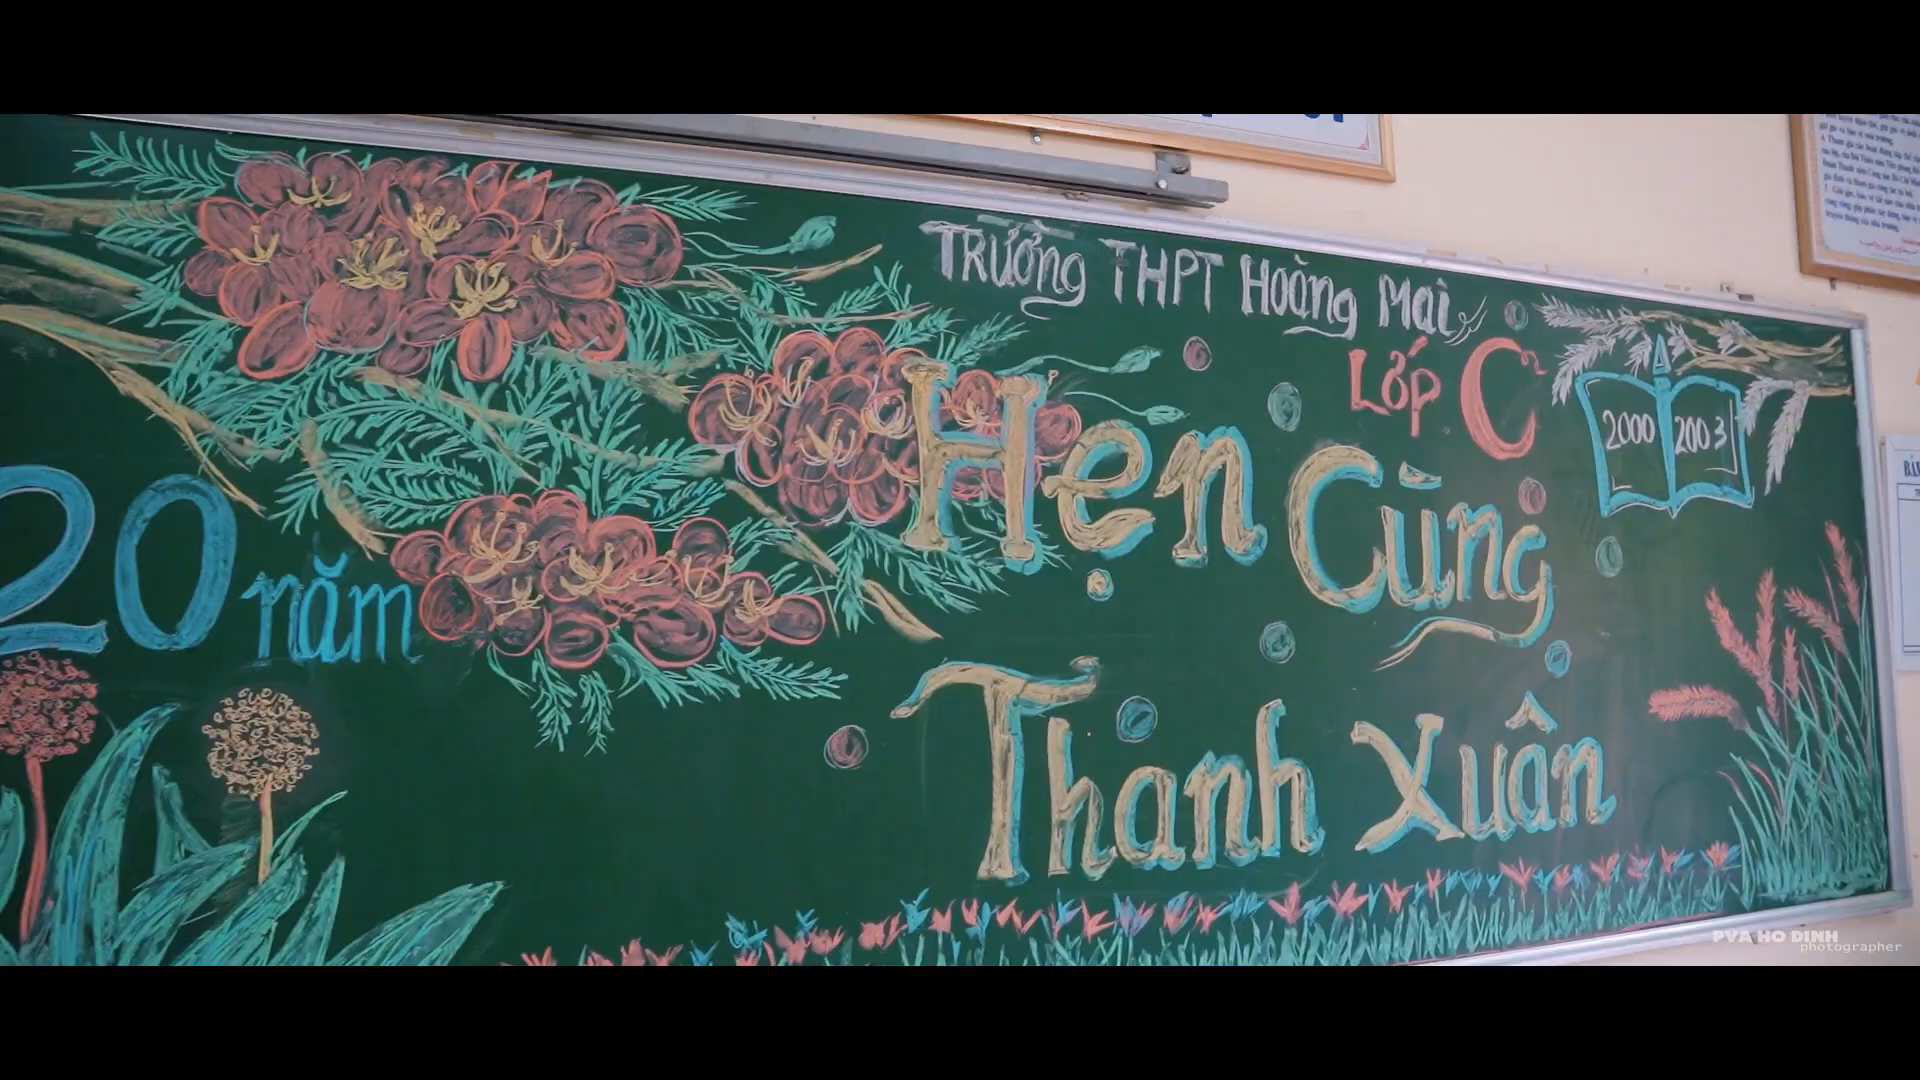 TRƯỜNG THPT HOÀNG MAI
LỚP C
2000 2003
20 năm
Hẹn Cùng
Thanh Xuân
PVA HO DINH
photographer